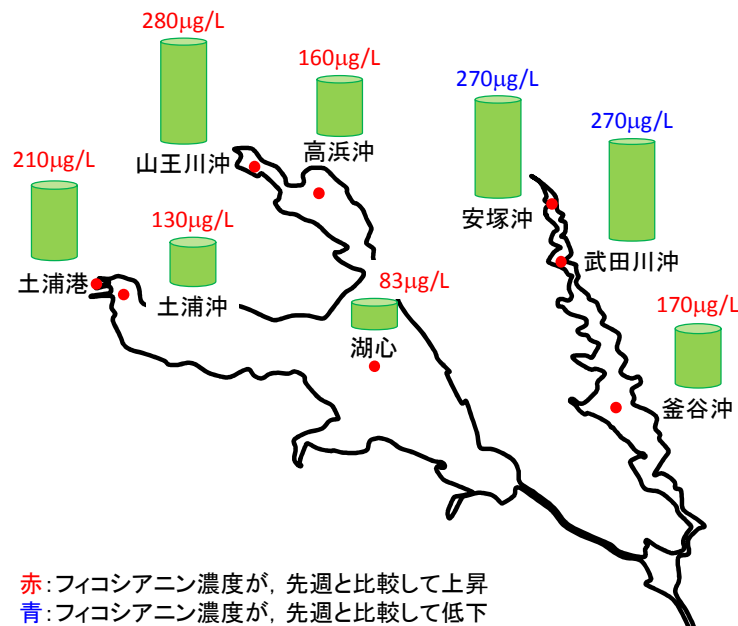 280μg/L
山王川沖
160μg/L
高浜沖
270μg/L
安塚沖
270μg/L
武田川沖
210μg/L
土浦港
130μg/L
土浦沖
83μg/L
湖心
170μg/L
釜谷沖
赤:フィコシアニン濃度が, 先週と比較して上昇
青:フィコシアニン濃度が, 先週と比較して低下